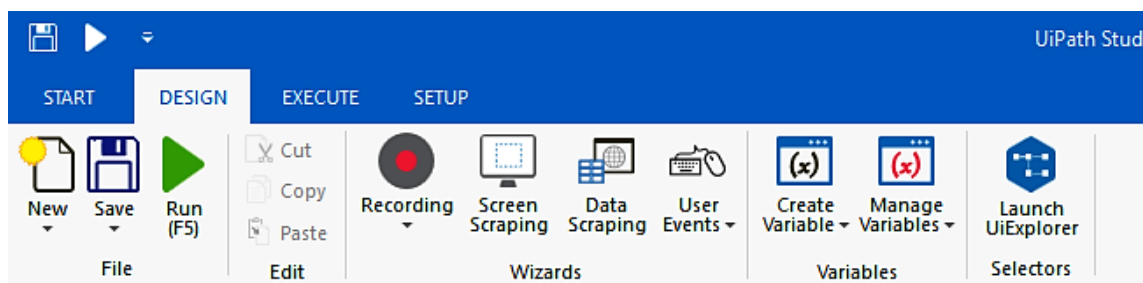 UiPath Stud
START DESIGN EXECUTE SETUP
New Save Run (F5)
Cut
Copy
Paste
Recording Screen Scraping Data Scraping User Events
(x) Create Variable (x) Manage Variables
Launch UiExplorer
File Edit Wizards Variables Selectors